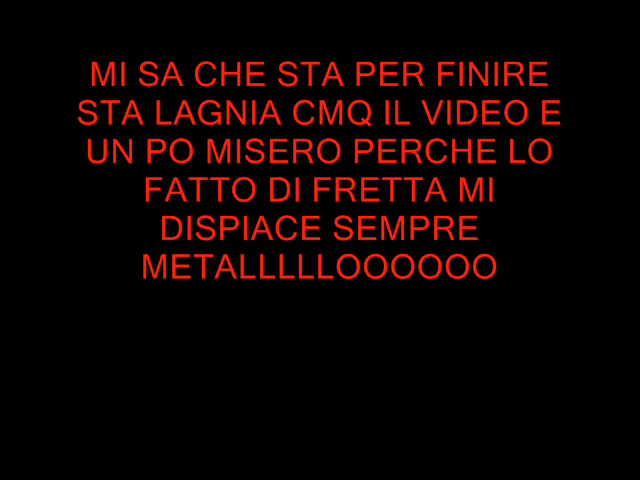 MI SA CHE STA PER FINIRE
STA LAGNIA CMQ IL VIDEO E
UN PO MISERO PERCHE LO
FATTO DI FRETTA MI
DISPIACE SEMPRE
METALLLLLOOOOOO